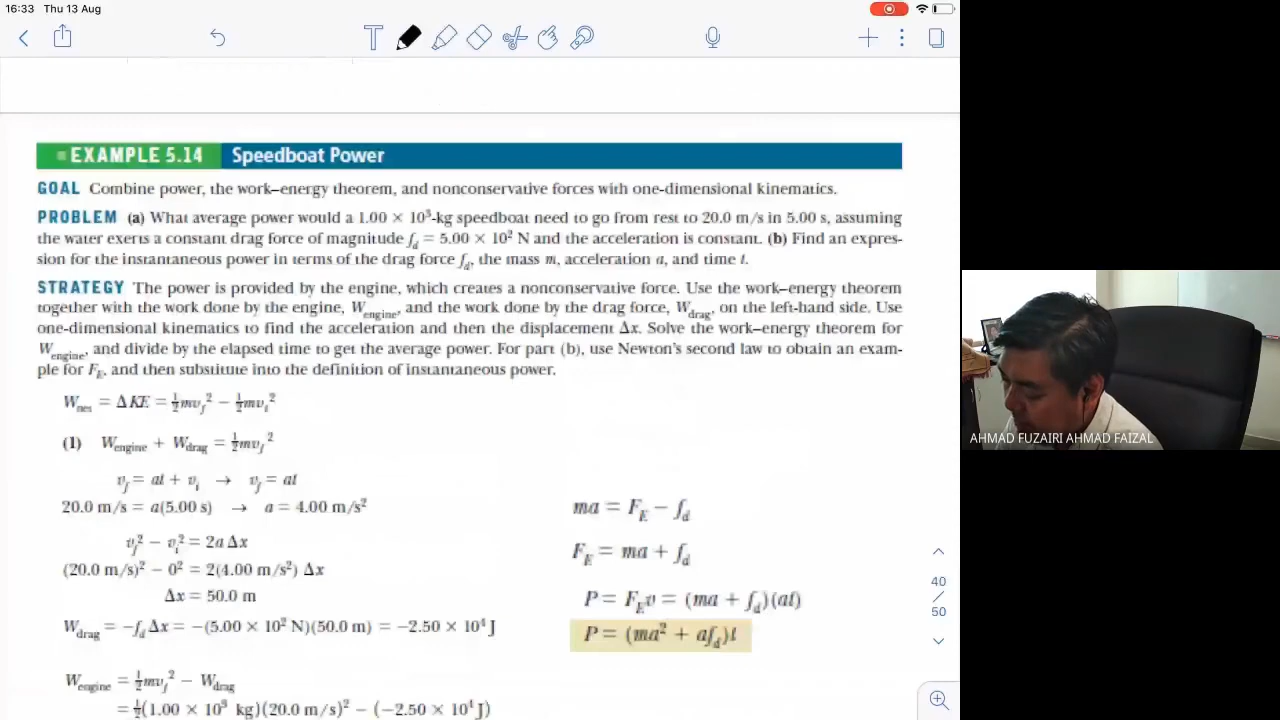 16:33 Thu 13 Aug
T
EXAMPLE 5.14 Speedboat Power
GOAL Combine power, the work–energy theorem, and nonconservative forces with one-dimensional kinematics.
PROBLEM (a) What average power would a 1.00 × 10³-kg speedboat need to go from rest to 20.0 m/s in 5.00 s, assuming
the water exerts a constant drag force of magnitude f_d = 5.00 × 10² N and the acceleration is constant. (b) Find an expres-
sion for the instantaneous power in terms of the drag force f_d, the mass m, acceleration a, and time t.
STRATEGY The power is provided by the engine, which creates a nonconservative force. Use the work–energy theorem
together with the work done by the engine, W_engine, and the work done by the drag force, W_drag, on the left-hand side. Use
one-dimensional kinematics to find the acceleration and then the displacement Δx. Solve the work–energy theorem for
W_engine, and divide by the elapsed time to get the average power. For part (b), use Newton's second law to obtain an exam-
ple for F_E, and then substitute into the definition of instantaneous power.
W_net = ΔKE = ½mv_f² − ½mv_i²
(1) W_engine + W_drag = ½mv_f²
v_f = at + v_i → v_f = at
20.0 m/s = a(5.00 s) → a = 4.00 m/s²
v_f² − v_i² = 2a Δx
(20.0 m/s)² − 0² = 2(4.00 m/s²) Δx
Δx = 50.0 m
W_drag = −f_d Δx = −(5.00 × 10² N)(50.0 m) = −2.50 × 10⁴ J
W_engine = ½mv_f² − W_drag
= ½(1.00 × 10³ kg)(20.0 m/s)² − (−2.50 × 10⁴ J)
ma = F_E − f_d
F_E = ma + f_d
P = F_E v = (ma + f_d)(at)
P = (ma² + af_d)t
40
/
50
AHMAD FUZAIRI AHMAD FAIZAL